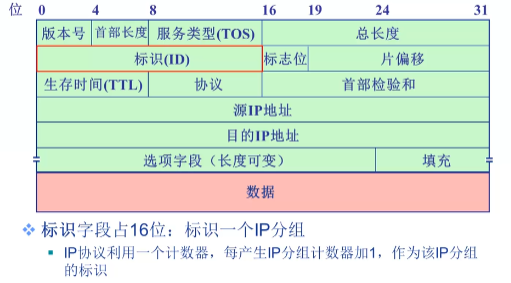 位 0 4 8 16 19 24 31
版本号 首部长度 服务类型(TOS) 总长度
标识(ID) 标志位 片偏移
生存时间(TTL) 协议 首部检验和
源IP地址
目的IP地址
选项字段（长度可变） 填充
数据
标识字段占16位：标识一个IP分组
IP协议利用一个计数器，每产生IP分组计数器加1，作为该IP分组
的标识